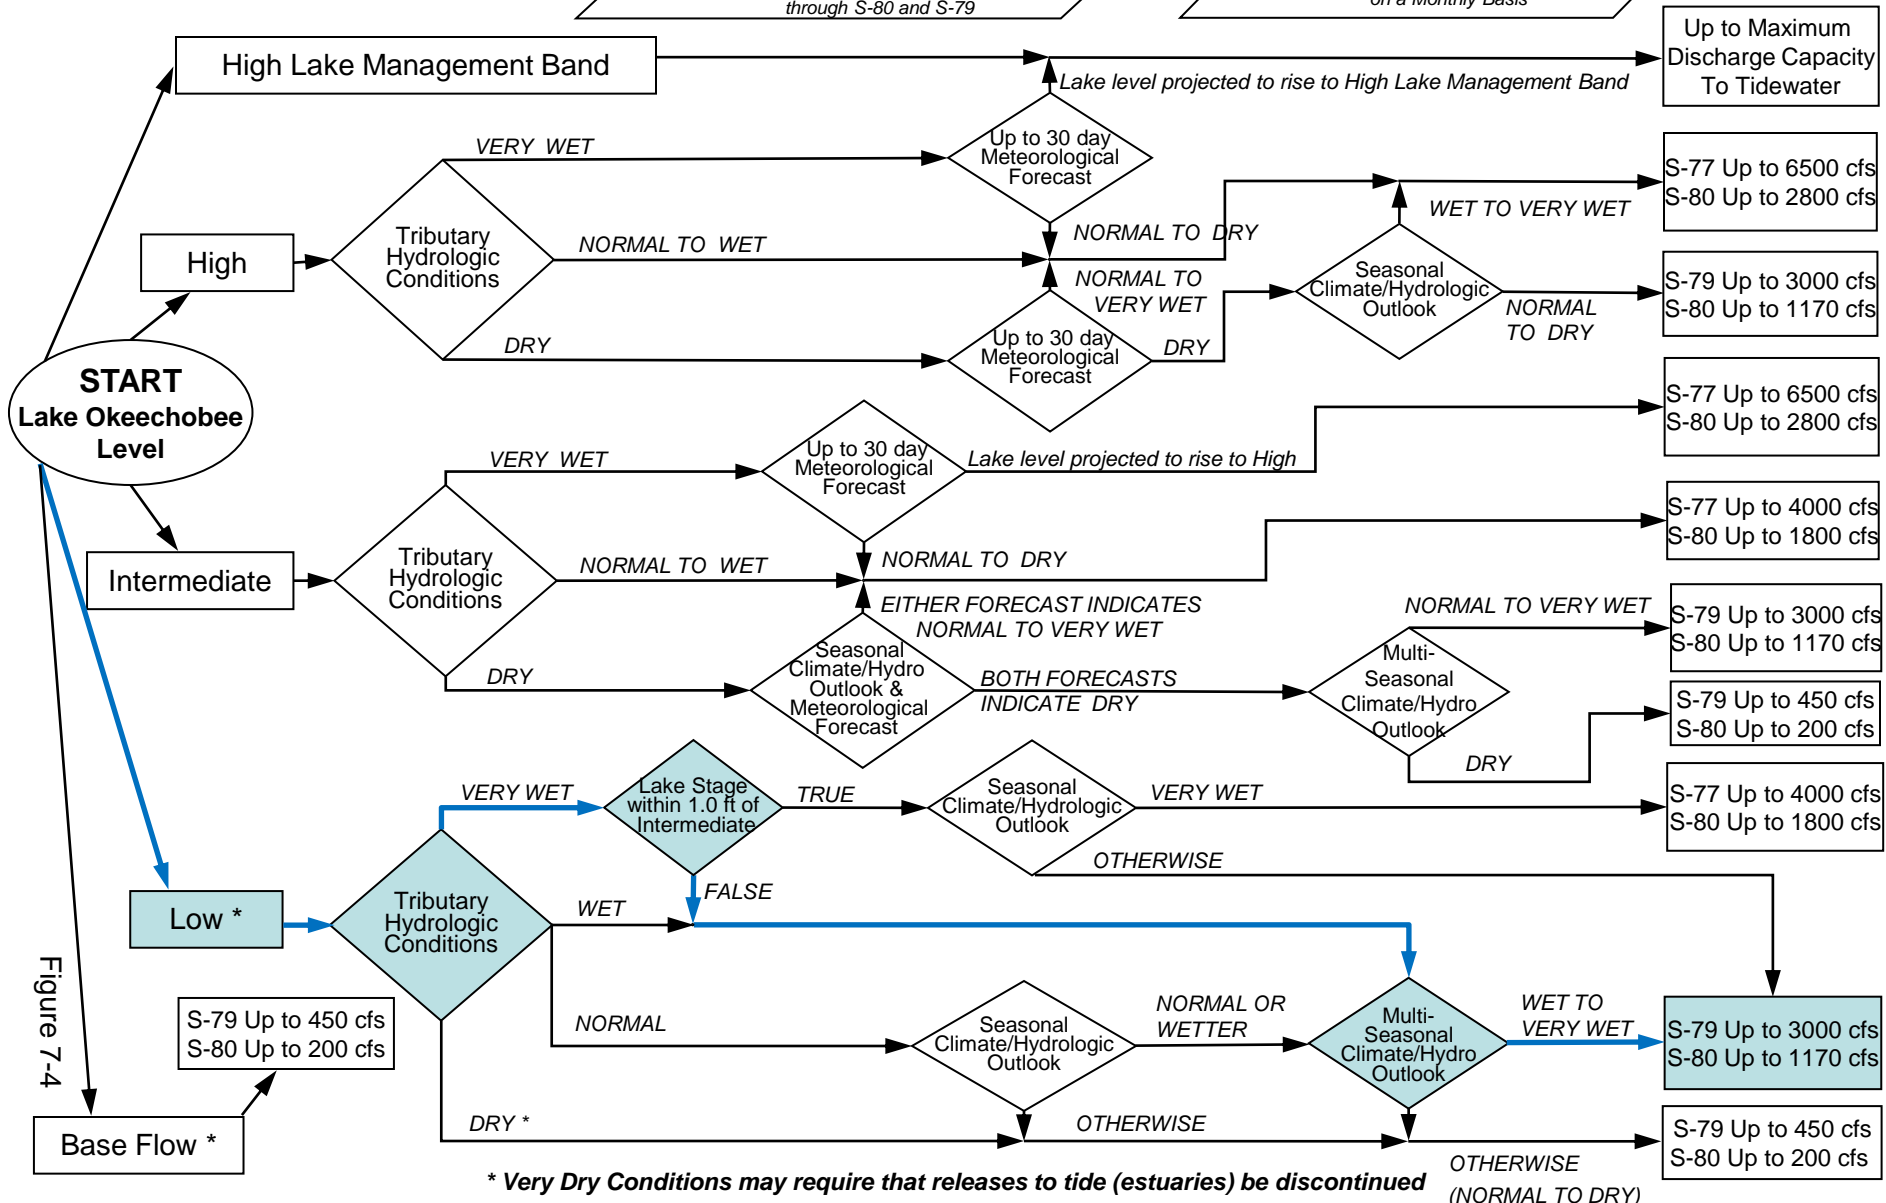 through S-80 and S-79
on a Monthly Basis
High Lake Management Band
Lake level projected to rise to High Lake Management Band
Up to Maximum
Discharge Capacity
To Tidewater
VERY WET
Up to 30 day
Meteorological
Forecast
S-77 Up to 6500 cfs
S-80 Up to 2800 cfs
WET TO VERY WET
High
Tributary
Hydrologic
Conditions
NORMAL TO WET
NORMAL TO DRY
NORMAL TO
VERY WET
Seasonal
Climate/Hydrologic
Outlook
NORMAL
TO DRY
S-79 Up to 3000 cfs
S-80 Up to 1170 cfs
DRY
Up to 30 day
Meteorological
Forecast
DRY
START
Lake Okeechobee
Level
S-77 Up to 6500 cfs
S-80 Up to 2800 cfs
VERY WET
Up to 30 day
Meteorological
Forecast
Lake level projected to rise to High
S-77 Up to 4000 cfs
S-80 Up to 1800 cfs
Intermediate
Tributary
Hydrologic
Conditions
NORMAL TO WET
NORMAL TO DRY
EITHER FORECAST INDICATES
NORMAL TO VERY WET
NORMAL TO VERY WET
S-79 Up to 3000 cfs
S-80 Up to 1170 cfs
DRY
Seasonal
Climate/Hydro
Outlook &
Meteorological
Forecast
BOTH FORECASTS
INDICATE DRY
Multi-
Seasonal
Climate/Hydro
Outlook
DRY
S-79 Up to 450 cfs
S-80 Up to 200 cfs
VERY WET
Lake Stage
within 1.0 ft of
Intermediate
TRUE
Seasonal
Climate/Hydrologic
Outlook
VERY WET
S-77 Up to 4000 cfs
S-80 Up to 1800 cfs
OTHERWISE
FALSE
Low *
Tributary
Hydrologic
Conditions
WET
NORMAL
Seasonal
Climate/Hydrologic
Outlook
NORMAL OR
WETTER
Multi-
Seasonal
Climate/Hydro
Outlook
WET TO
VERY WET
S-79 Up to 3000 cfs
S-80 Up to 1170 cfs
Figure 7-4
S-79 Up to 450 cfs
S-80 Up to 200 cfs
Base Flow *
DRY *
OTHERWISE
S-79 Up to 450 cfs
S-80 Up to 200 cfs
OTHERWISE
(NORMAL TO DRY)
* Very Dry Conditions may require that releases to tide (estuaries) be discontinued